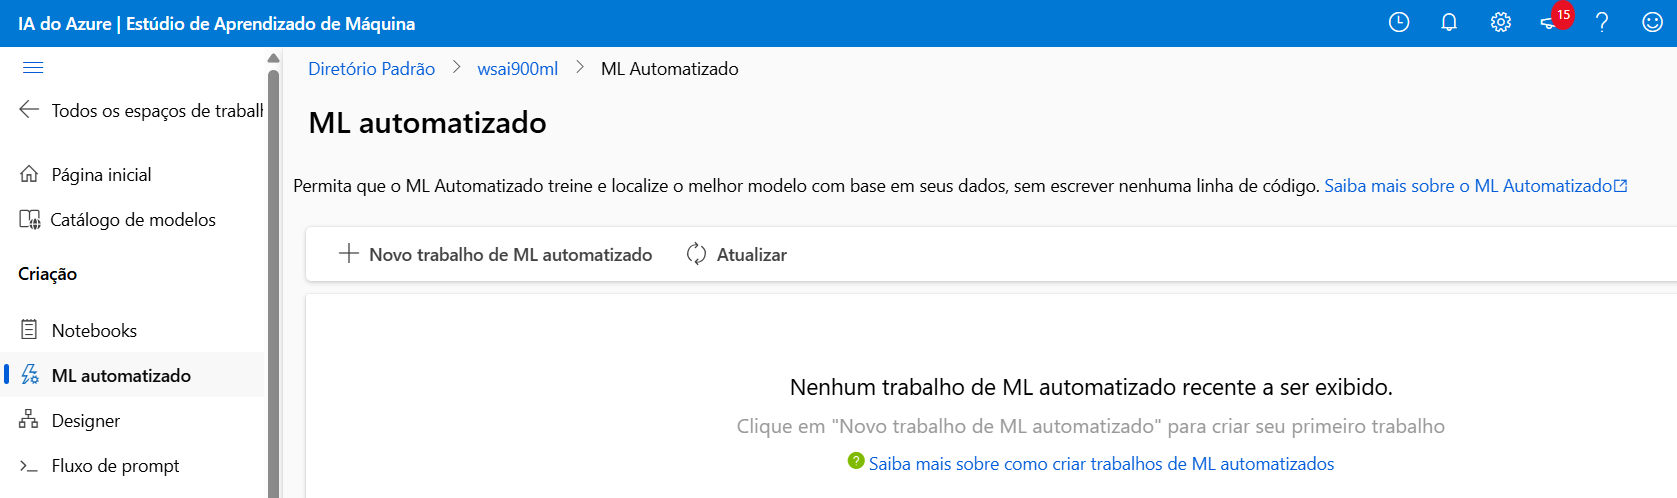 IA do Azure | Estúdio de Aprendizado de Máquina
15
Diretório Padrão > wsai900ml > ML Automatizado
Todos os espaços de trabal
ML automatizado
Página inicial
Permita que o ML Automatizado treine e localize o melhor modelo com base em seus dados, sem escrever nenhuma linha de código. Saiba mais sobre o ML Automatizado
Catálogo de modelos
Novo trabalho de ML automatizado Atualizar
Criação
Notebooks
ML automatizado
Designer
Fluxo de prompt
Nenhum trabalho de ML automatizado recente a ser exibido.
Clique em "Novo trabalho de ML automatizado" para criar seu primeiro trabalho
Saiba mais sobre como criar trabalhos de ML automatizados